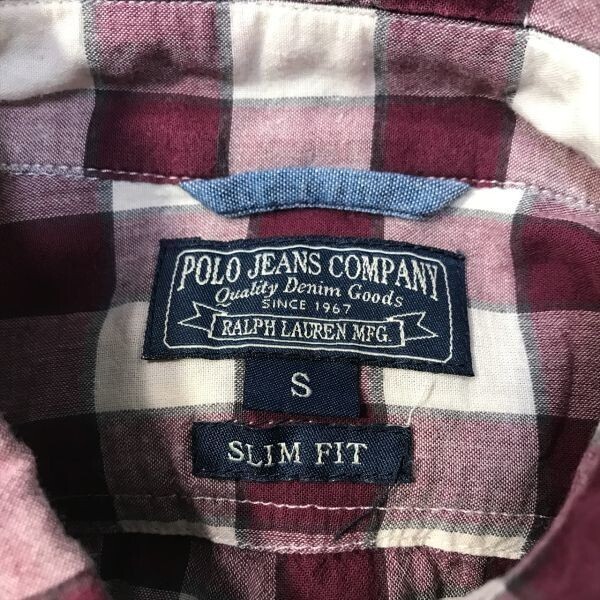 POLO JEANS COMPANY
Quality Denim Goods
SINCE 1967
RALPH LAUREN MFG.
S
SLIM FIT